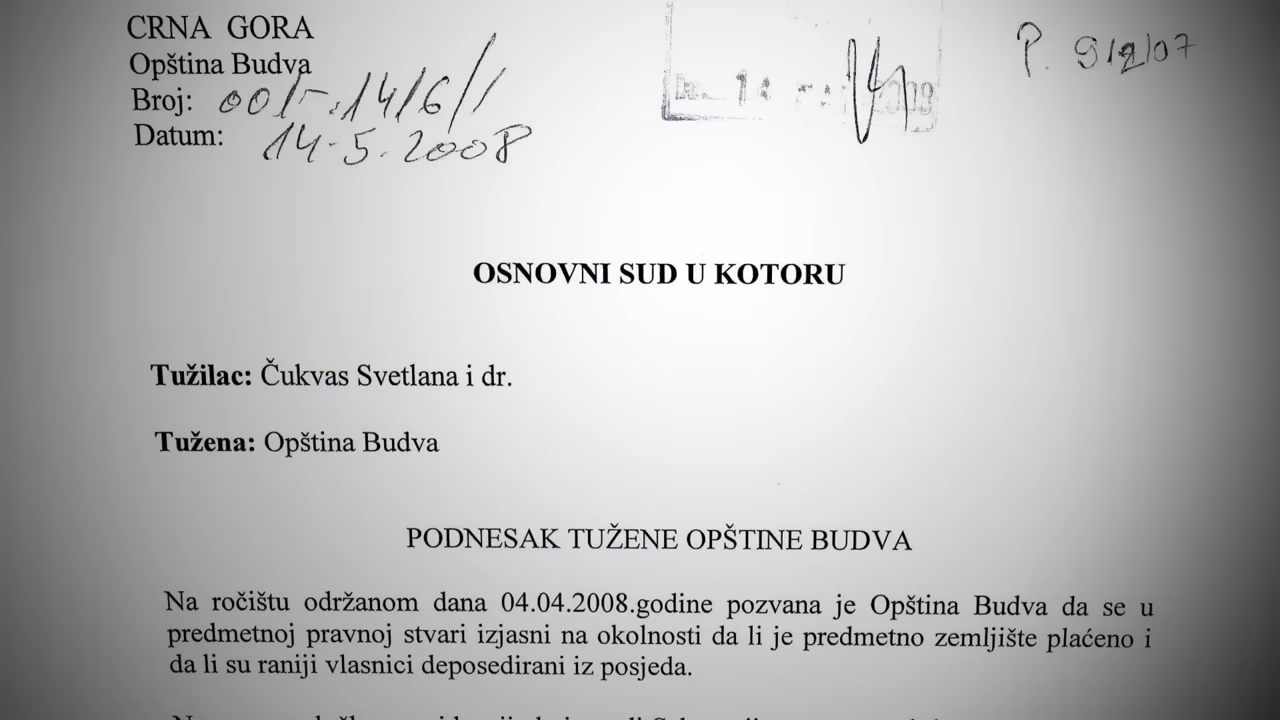 CRNA GORA
Opština Budva
Broj: 001-14/6/1
Datum: 14-5.2008
P. 912/07
OSNOVNI SUD U KOTORU
Tužilac: Čukvas Svetlana i dr.
Tužena: Opština Budva
PODNESAK TUŽENE OPŠTINE BUDVA
Na ročištu održanom dana 04.04.2008.godine pozvana je Opština Budva da se u
predmetnoj pravnoj stvari izjasni na okolnosti da li je predmetno zemljište plaćeno i
da li su raniji vlasnici deposedirani iz posjeda.